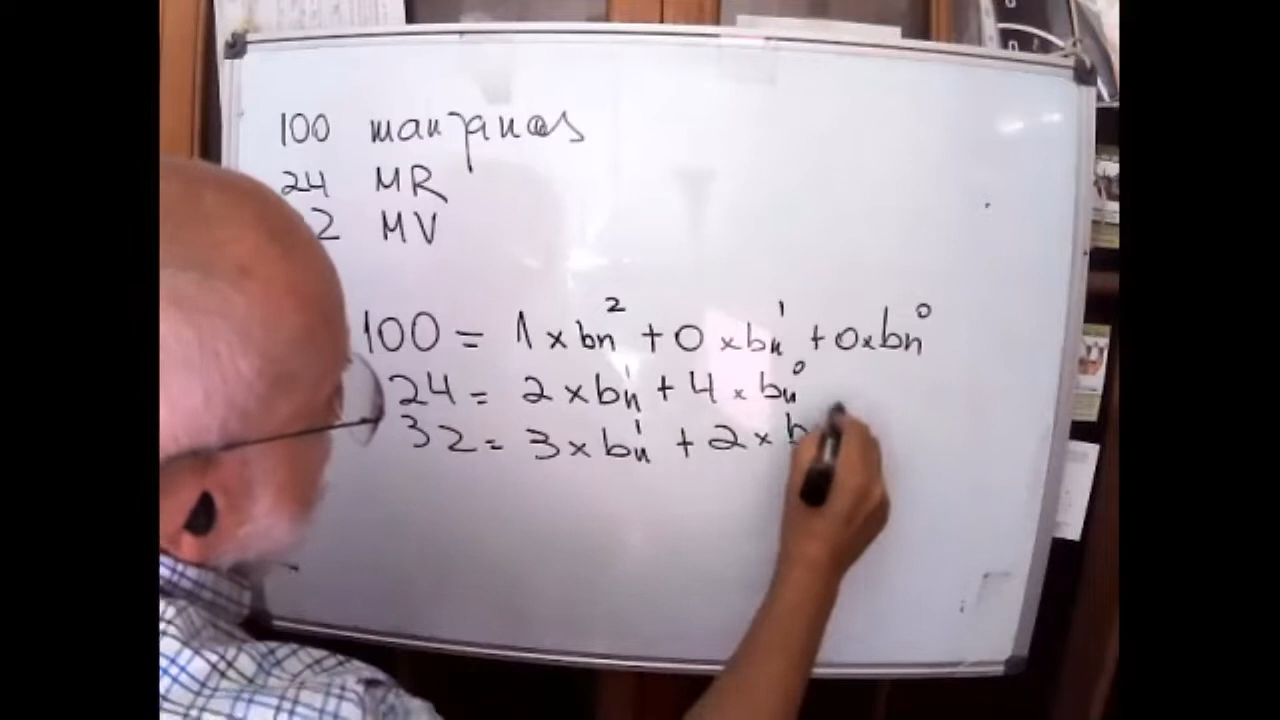 100 manzanas
24 MR
2 MV
100 = 1 x bn² + 0 x bn¹ + 0 x bn⁰
24 = 2 x bn¹ + 4 x bn⁰
32 = 3 x bn¹ + 2 x b